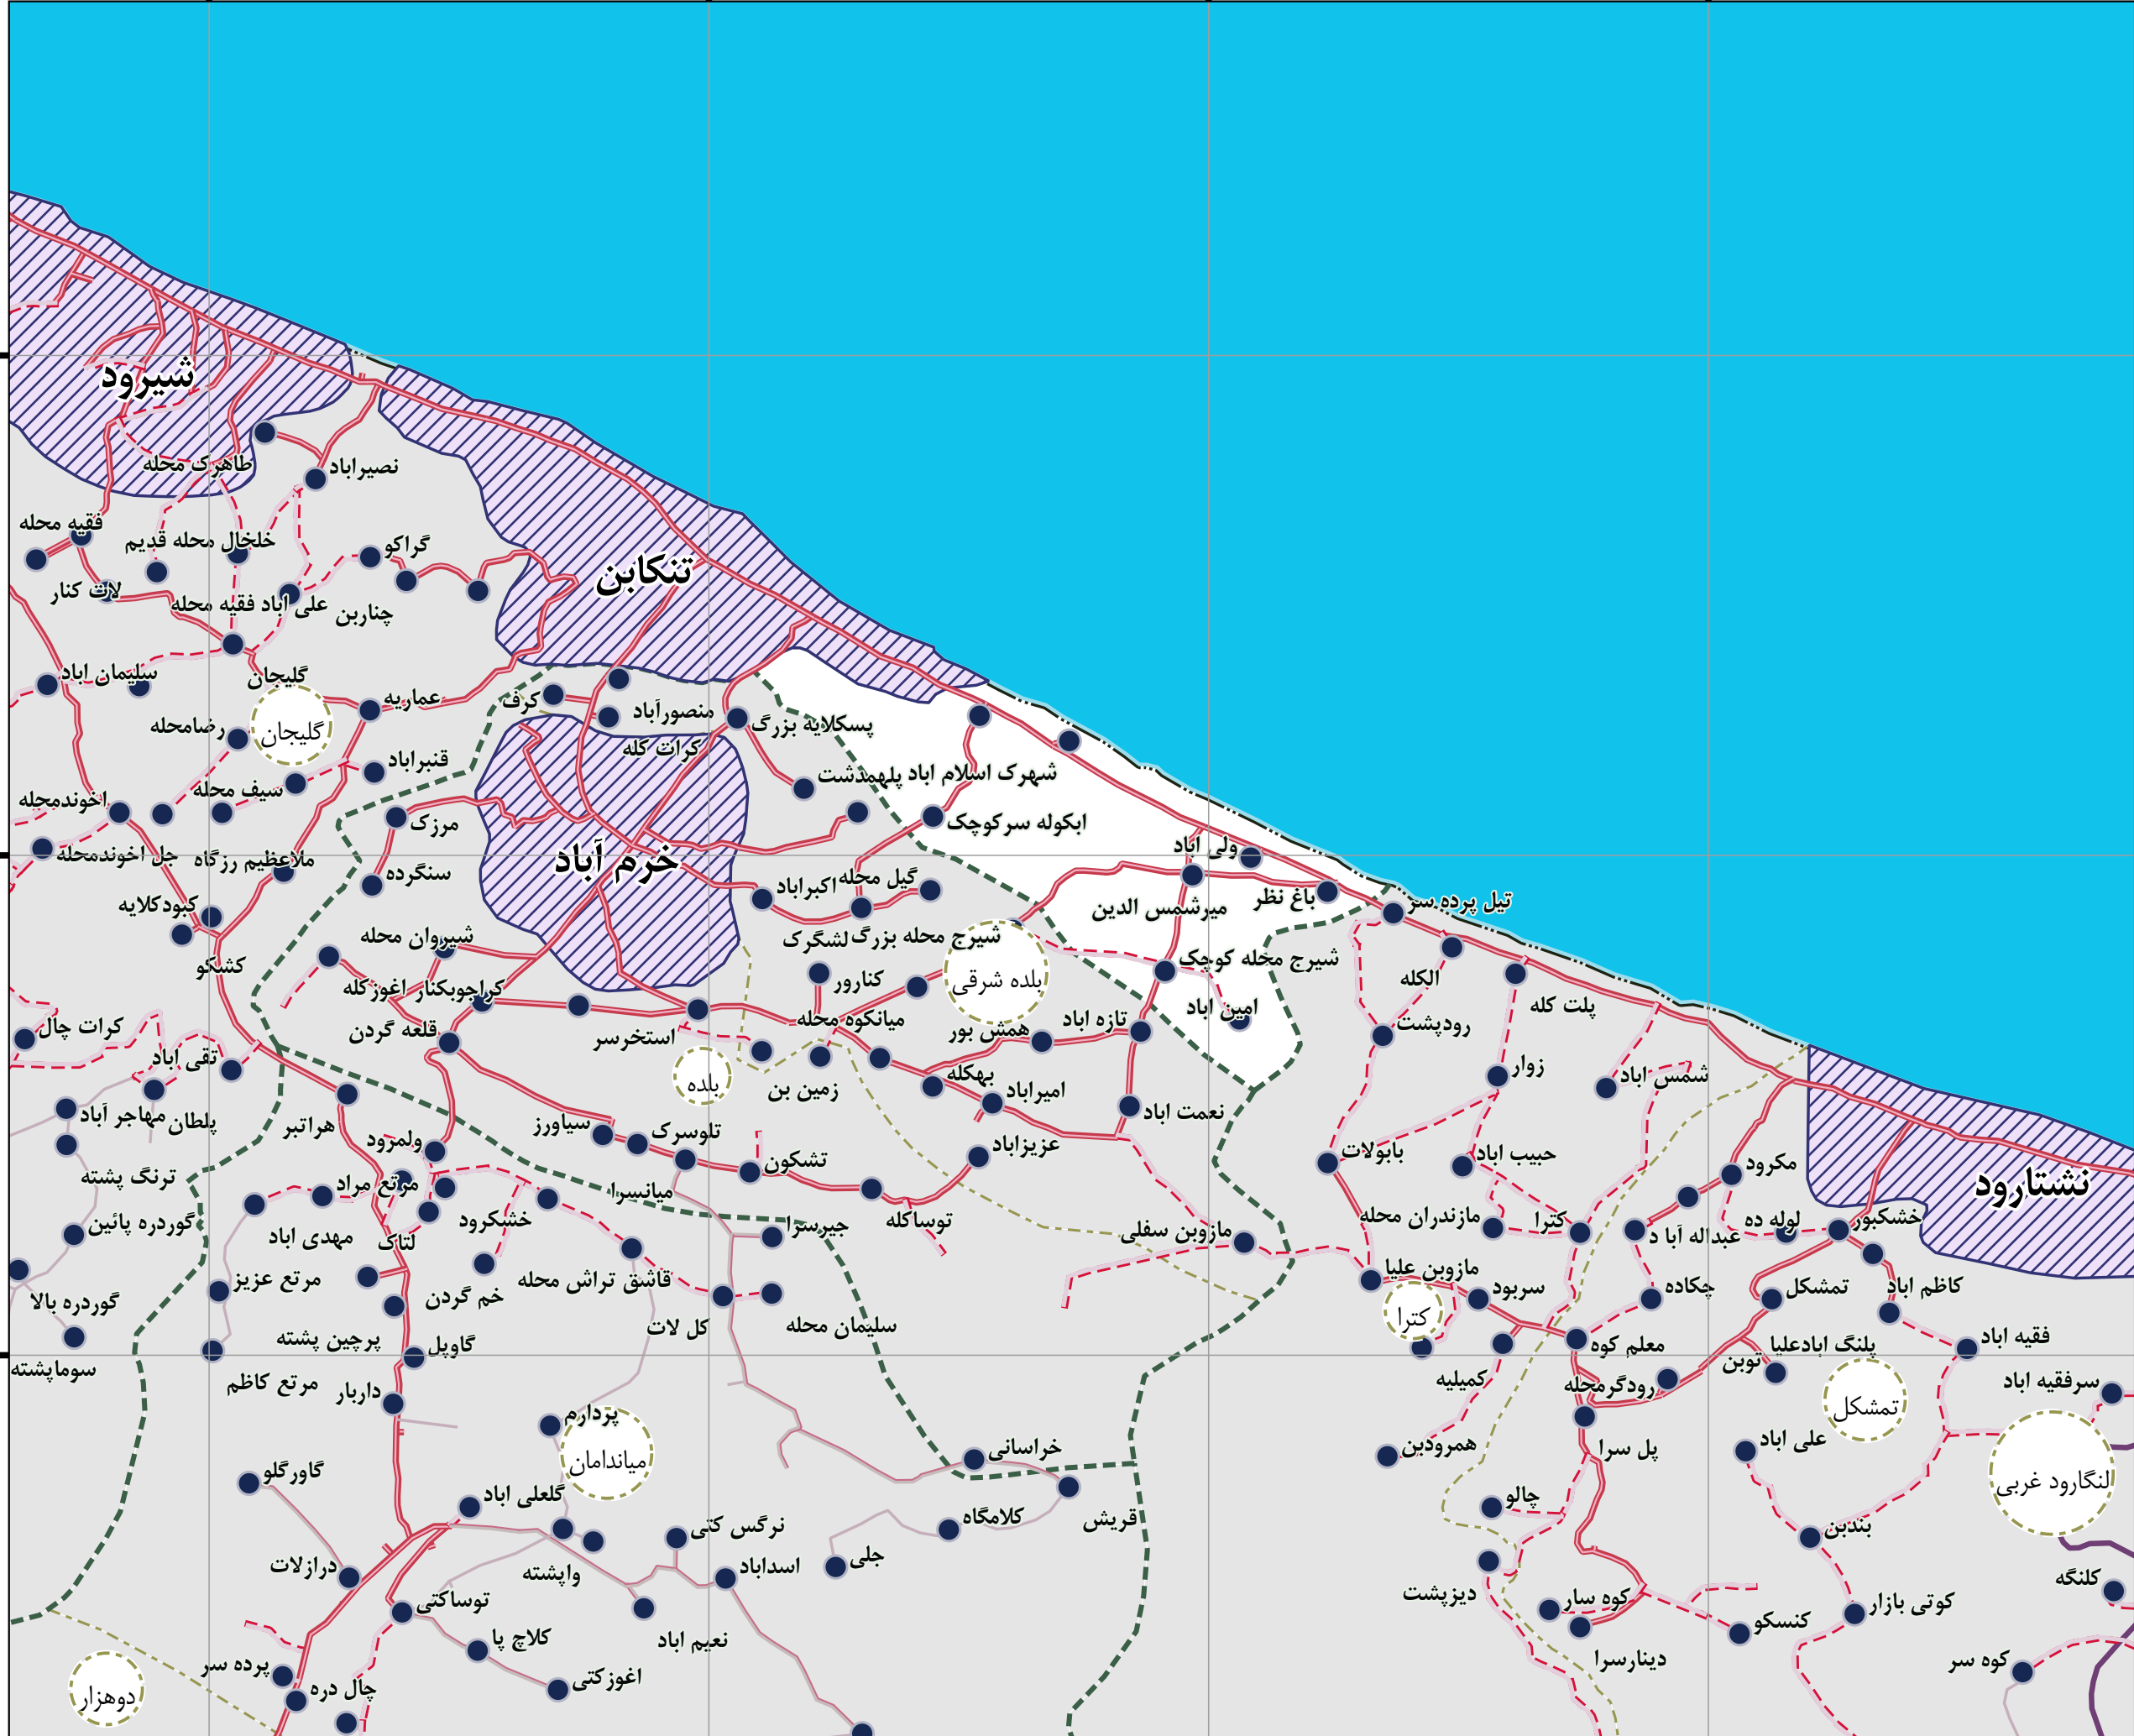 شیرود
طاهرک محله
نصیراباد
فقیه محله
خلخال محله قدیم
گراکو
تنکابن
لات کنار
علی اباد فقیه محله
چناربن
سلیمان اباد
گلیجان
عماریه
کرف
منصورآباد
رضامحله
گلیجان
کرات کله
پسکلایه بزرگ
قنبراباد
پلهمدشت
شهرک اسلام اباد
سیف محله
اخوندمحله
مرزک
ابکوله سرکوچک
جل اخوندمحله
ملاعظیم رزگاه
سنگرده
خرم آباد
ولی اباد
اکبراباد
گیل محله
باغ نظر
تیل پرده سر
کبودکلایه
میرشمس الدین
شیروان محله
لشگرک
شیرج محله بزرگ
کشکو
شیرج محله کوچک
الکله
کراجوبکنار اغوزکله
کنارور
بلده شرقی
امین اباد
پلت کله
کرات چال
قلعه گردن
استخرسر
میانکوه محله
همش بور
تازه اباد
رودپشت
تقی اباد
بلده
زمین بن
بهکله
امیراباد
زوار
شمس اباد
مهاجر آباد
پلطان
هراتبر
ولمرود
سیاورز
تلوسرک
نعمت اباد
عزیزاباد
بابولات
حبیب اباد
مکرود
نشتارود
ترنگ پشته
مرتع مراد
تشکون
میانسرا
گوردره پائین
مهدی اباد
لتاک
خشکرود
جیرسرا
توساکله
مازوبن سفلی
مازندران محله
کترا
عبداله آبا د
لوله ده
خشکبور
گوردره بالا
مرتع عزیز
خم گردن
قاشق تراش محله
مازوبن علیا
سربود
چکاده
تمشکل
کاظم اباد
سوماپشته
پرچین پشته
گاوپل
کل لات
سلیمان محله
کترا
معلم کوه
توبن
پلنگ ابادعلیا
فقیه اباد
مرتع کاظم
داربار
کمیلیه
رودگرمحله
تمشکل
سرفقیه اباد
پردارم
میاندامان
خراسانی
همرودبن
پل سرا
علی اباد
لنگارود غربی
گاورگلو
گلعلی اباد
نرگس کتی
کلامگاه
قریش
چالو
بندبن
درازلات
واپشته
اسداباد
جلی
دیزپشت
کوه سار
کنسکو
کوتی بازار
کلنگه
توساکتی
کلاچ پا
نعیم اباد
دینارسرا
کوه سر
پرده سر
اغوزکتی
دوهزار
چال دره